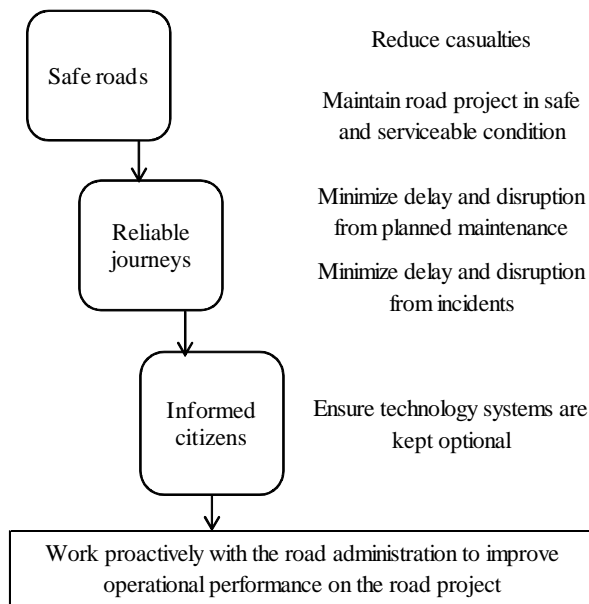 Safe roads
Reduce casualties
Maintain road project in safe
and serviceable condition
Reliable
journeys
Minimize delay and disruption
from planned maintenance
Minimize delay and disruption
from incidents
Informed
citizens
Ensure technology systems are
kept optional
Work proactively with the road administration to improve
operational performance on the road project